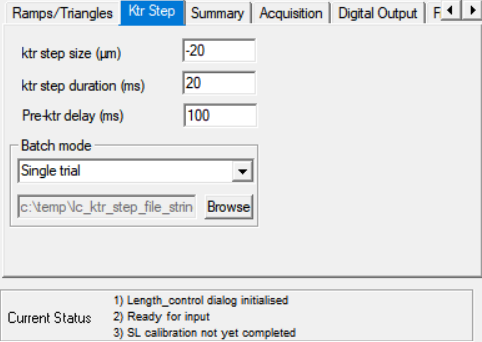 Ramps/Triangles Ktr Step Summary Acquisition Digital Output F
ktr step size (µm) -20
ktr step duration (ms) 20
Pre-ktr delay (ms) 100
Batch mode
Single trial
c:\temp\lc_ktr_step_file_strin Browse
1) Length_control dialog initialised
Current Status 2) Ready for input
3) SL calibration not yet completed